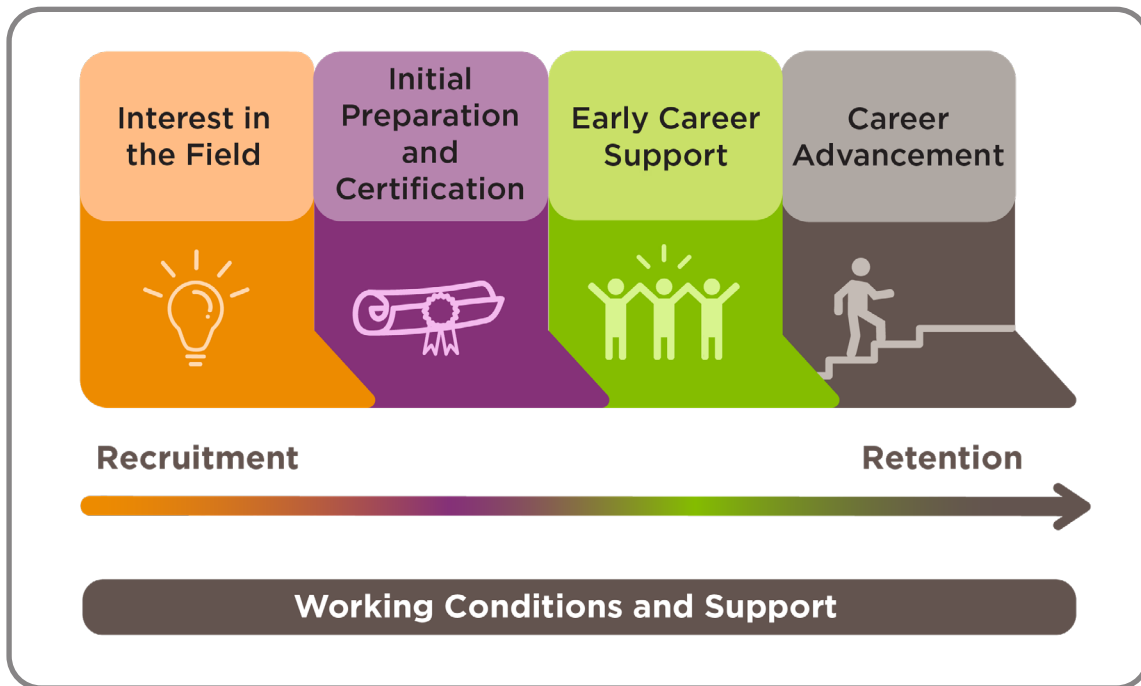 Interest in
the Field
Initial
Preparation
and
Certification
Early Career
Support
Career
Advancement
Recruitment
Retention
Working Conditions and Support